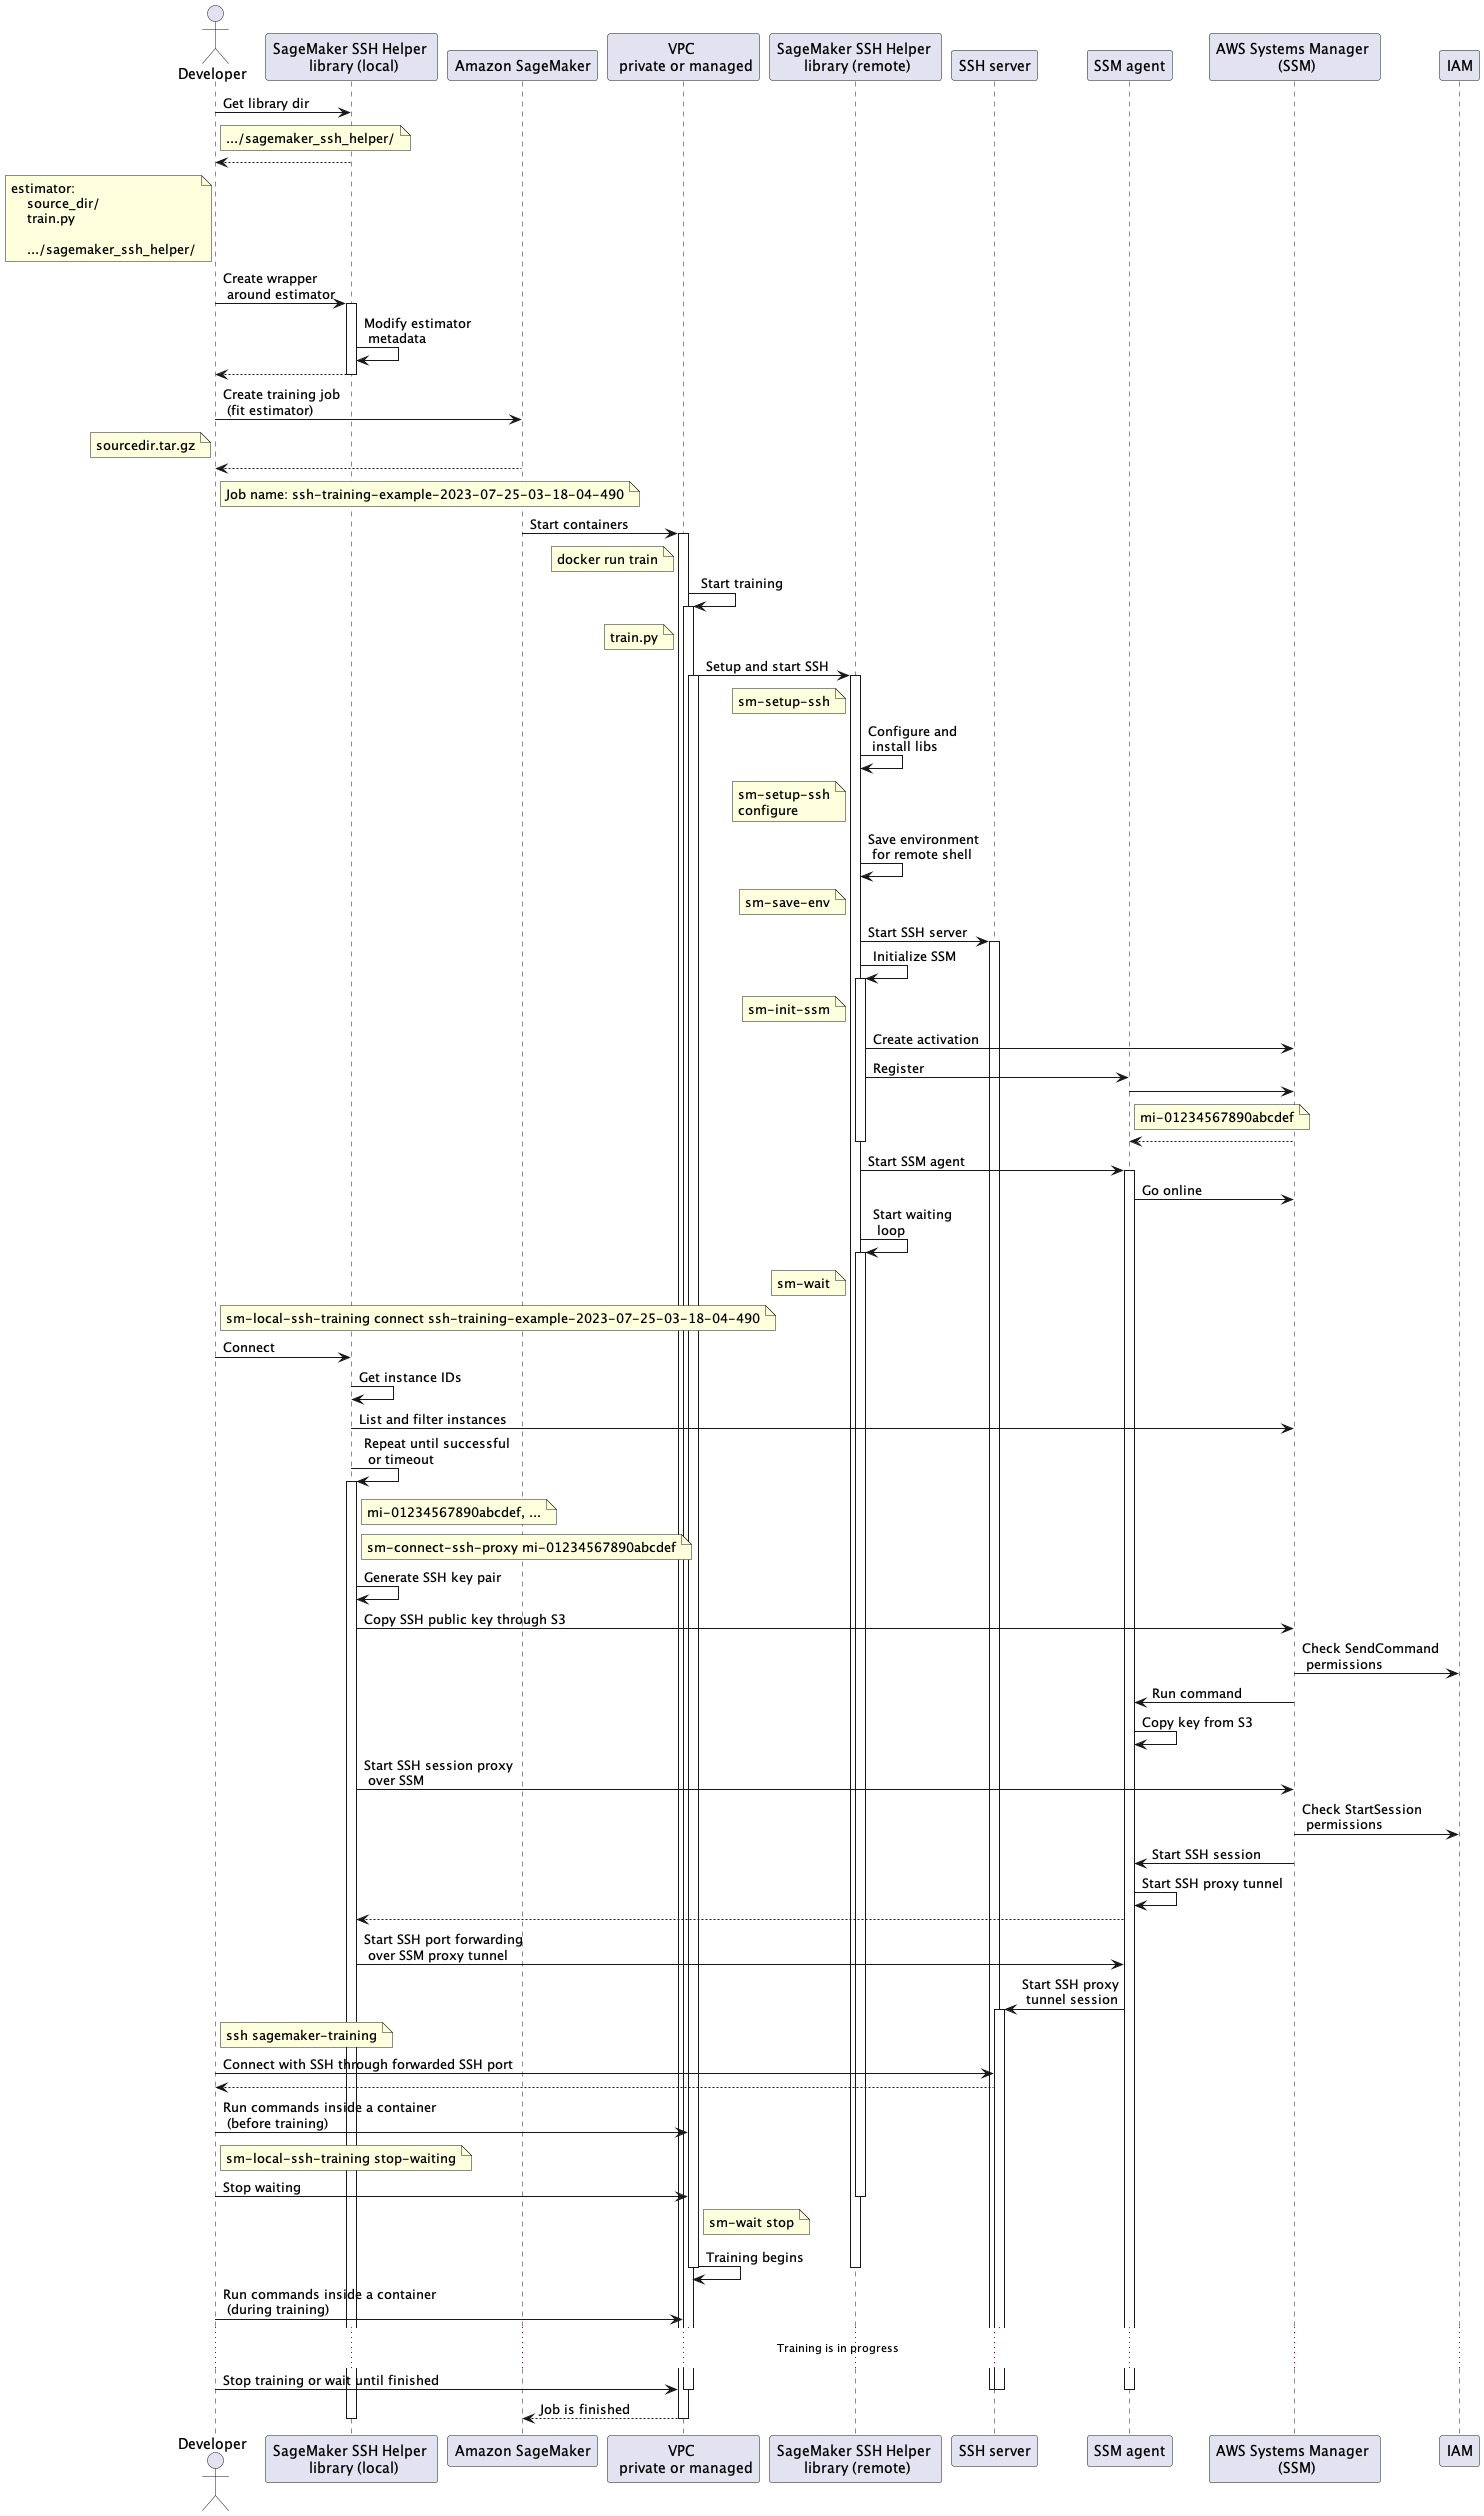 Developer
SageMaker SSH Helper
library (local)
Amazon SageMaker
VPC
private or managed
SageMaker SSH Helper
library (remote)
SSH server
SSM agent
AWS Systems Manager
(SSM)
IAM
Get library dir
.../sagemaker_ssh_helper/
estimator:
source_dir/
train.py
.../sagemaker_ssh_helper/
Create wrapper
around estimator
Modify estimator
metadata
Create training job
(fit estimator)
sourcedir.tar.gz
Job name: ssh-training-example-2023-07-25-03-18-04-490
Start containers
docker run train
Start training
train.py
Setup and start SSH
sm-setup-ssh
Configure and
install libs
sm-setup-ssh
configure
Save environment
for remote shell
sm-save-env
Start SSH server
Initialize SSM
sm-init-ssm
Create activation
Register
mi-01234567890abcdef
Start SSM agent
Go online
Start waiting
loop
sm-wait
sm-local-ssh-training connect ssh-training-example-2023-07-25-03-18-04-490
Connect
Get instance IDs
List and filter instances
Repeat until successful
or timeout
mi-01234567890abcdef, ...
sm-connect-ssh-proxy mi-01234567890abcdef
Generate SSH key pair
Copy SSH public key through S3
Check SendCommand
permissions
Run command
Copy key from S3
Start SSH session proxy
over SSM
Check StartSession
permissions
Start SSH session
Start SSH proxy tunnel
Start SSH port forwarding
over SSM proxy tunnel
Start SSH proxy
tunnel session
ssh sagemaker-training
Connect with SSH through forwarded SSH port
Run commands inside a container
(before training)
sm-local-ssh-training stop-waiting
Stop waiting
sm-wait stop
Training begins
Run commands inside a container
(during training)
Training is in progress
Stop training or wait until finished
Job is finished
Developer
SageMaker SSH Helper
library (local)
Amazon SageMaker
VPC
private or managed
SageMaker SSH Helper
library (remote)
SSH server
SSM agent
AWS Systems Manager
(SSM)
IAM